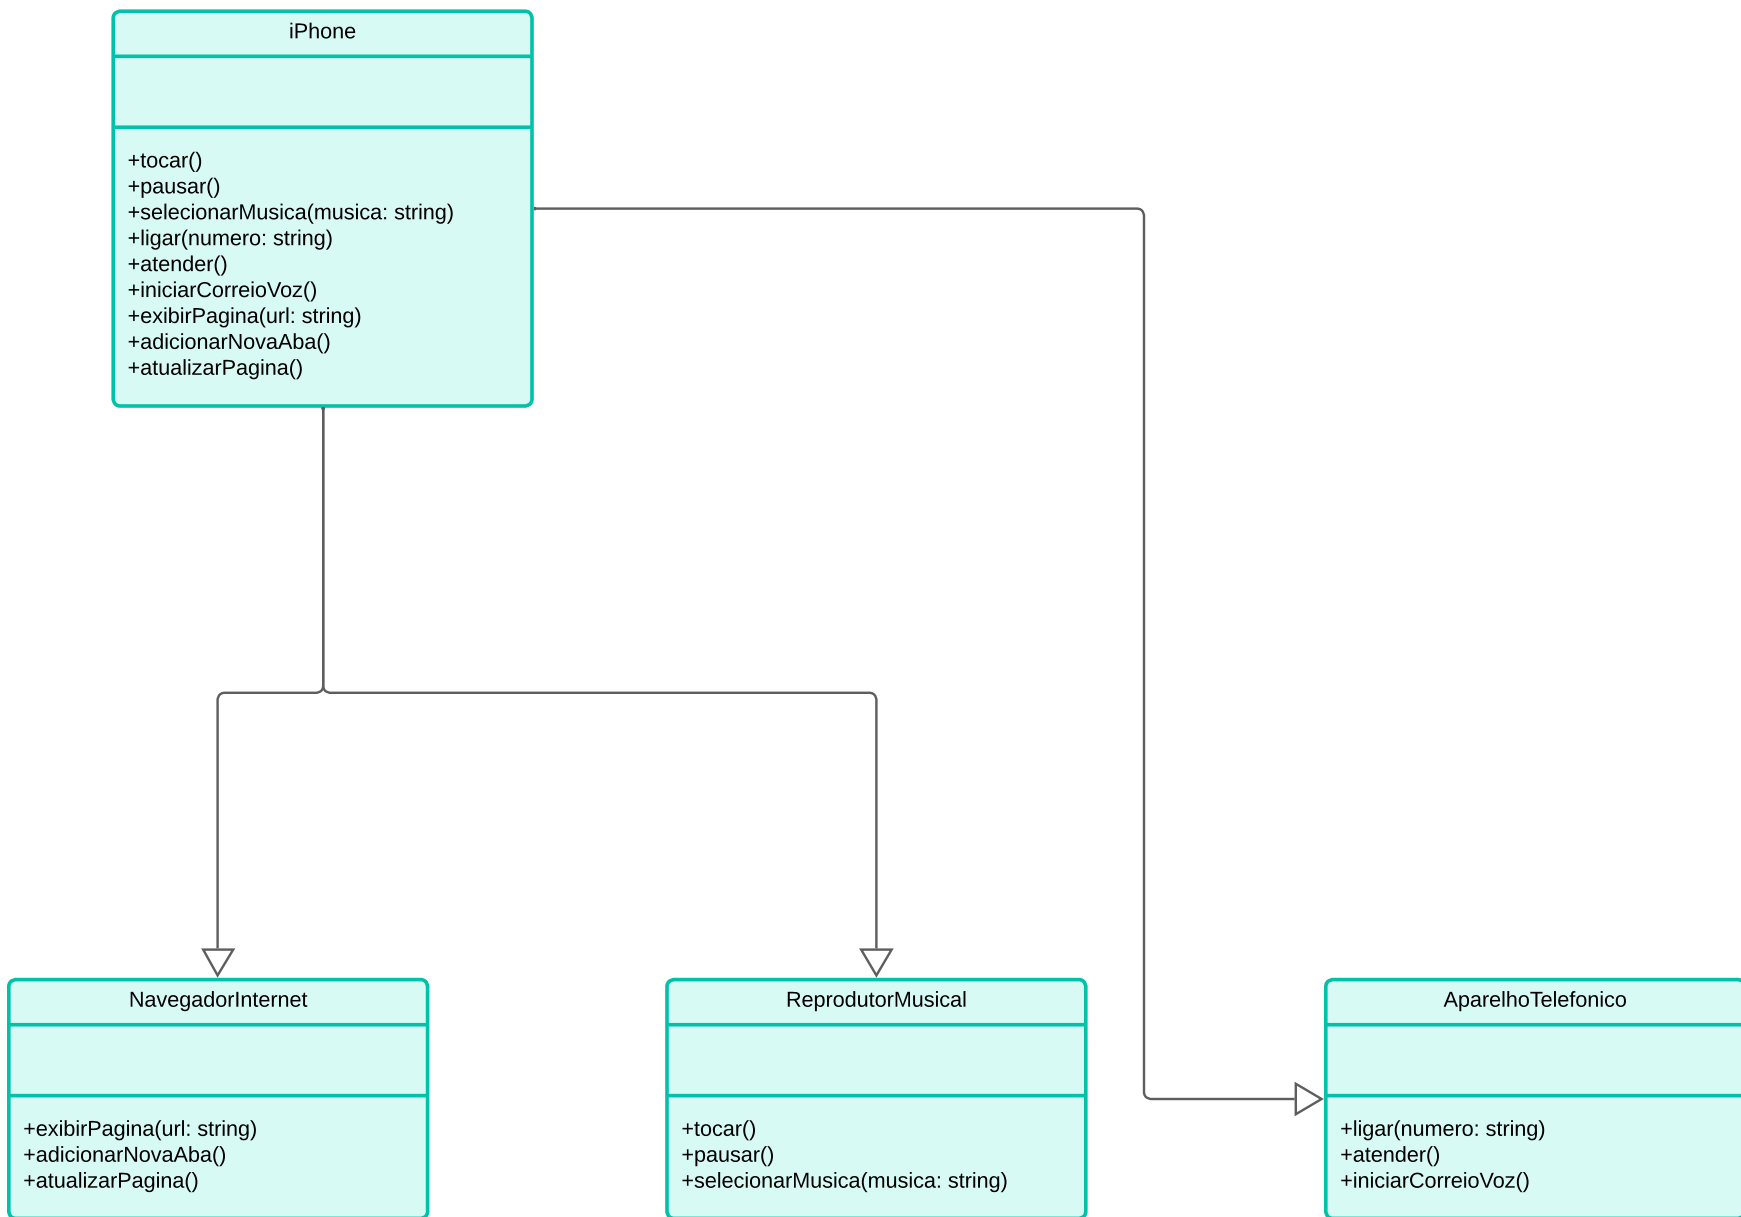 iPhone
+tocar()
+pausar()
+selecionarMusica(musica: string)
+ligar(numero: string)
+atender()
+iniciarCorreioVoz()
+exibirPagina(url: string)
+adicionarNovaAba()
+atualizarPagina()
NavegadorInternet
+exibirPagina(url: string)
+adicionarNovaAba()
+atualizarPagina()
ReprodutorMusical
+tocar()
+pausar()
+selecionarMusica(musica: string)
AparelhoTelefonico
+ligar(numero: string)
+atender()
+iniciarCorreioVoz()